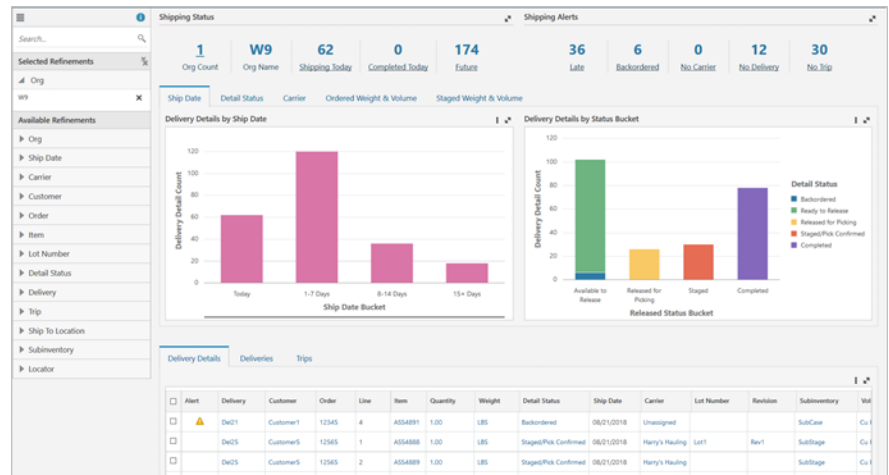 Shipping Status
Shipping Alerts
Search...
Selected Refinements
Org
W9
Available Refinements
Org
Ship Date
Carrier
Customer
Order
Item
Lot Number
Detail Status
Delivery
Trip
Ship To Location
Subinventory
Locator
1 W9 62 0 174
Org Count Org Name Shipping Today Completed Today Future
36 6 0 12 30
Late Backordered No Carrier No Delivery No Trip
Ship Date Detail Status Carrier Ordered Weight & Volume Staged Weight & Volume
Delivery Details by Ship Date
Delivery Detail Count
120
100
80
60
40
20
0
Today 1-7 Days 8-14 Days 15+ Days
Ship Date Bucket
Delivery Details by Status Bucket
Delivery Detail Count
120
100
80
60
40
20
0
Available to Release Released for Picking Staged Completed
Released Status Bucket
Detail Status
Backordered
Ready to Release
Released for Picking
Staged/Pick Confirmed
Completed
Delivery Details Deliveries Trips
Alert Delivery Customer Order Line Item Quantity Weight Detail Status Ship Date Carrier Lot Number Revision Subinventory Vol
Del21 Customer1 12345 4 AS54891 1.00 LBS Backordered 08/21/2018 Unassigned SubCase Cu
Del25 Customer5 12565 1 AS54888 1.00 LBS Staged/Pick Confirmed 08/21/2018 Harry's Hauling Lot1 Rev1 SubStage Cu
Del25 Customer5 12565 2 AS54889 1.00 LBS Staged/Pick Confirmed 08/21/2018 Harry's Hauling SubStage Cu